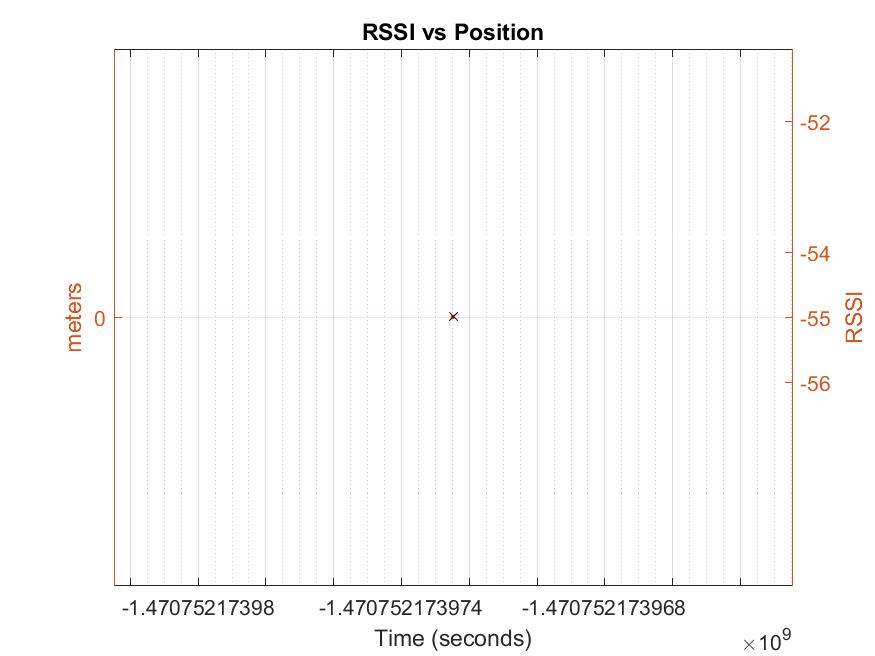 RSSI vs Position
-52
-54
-55
-56
RSSI
meters
0
-1.47075217398
-1.470752173974
-1.470752173968
Time (seconds)
×10^9